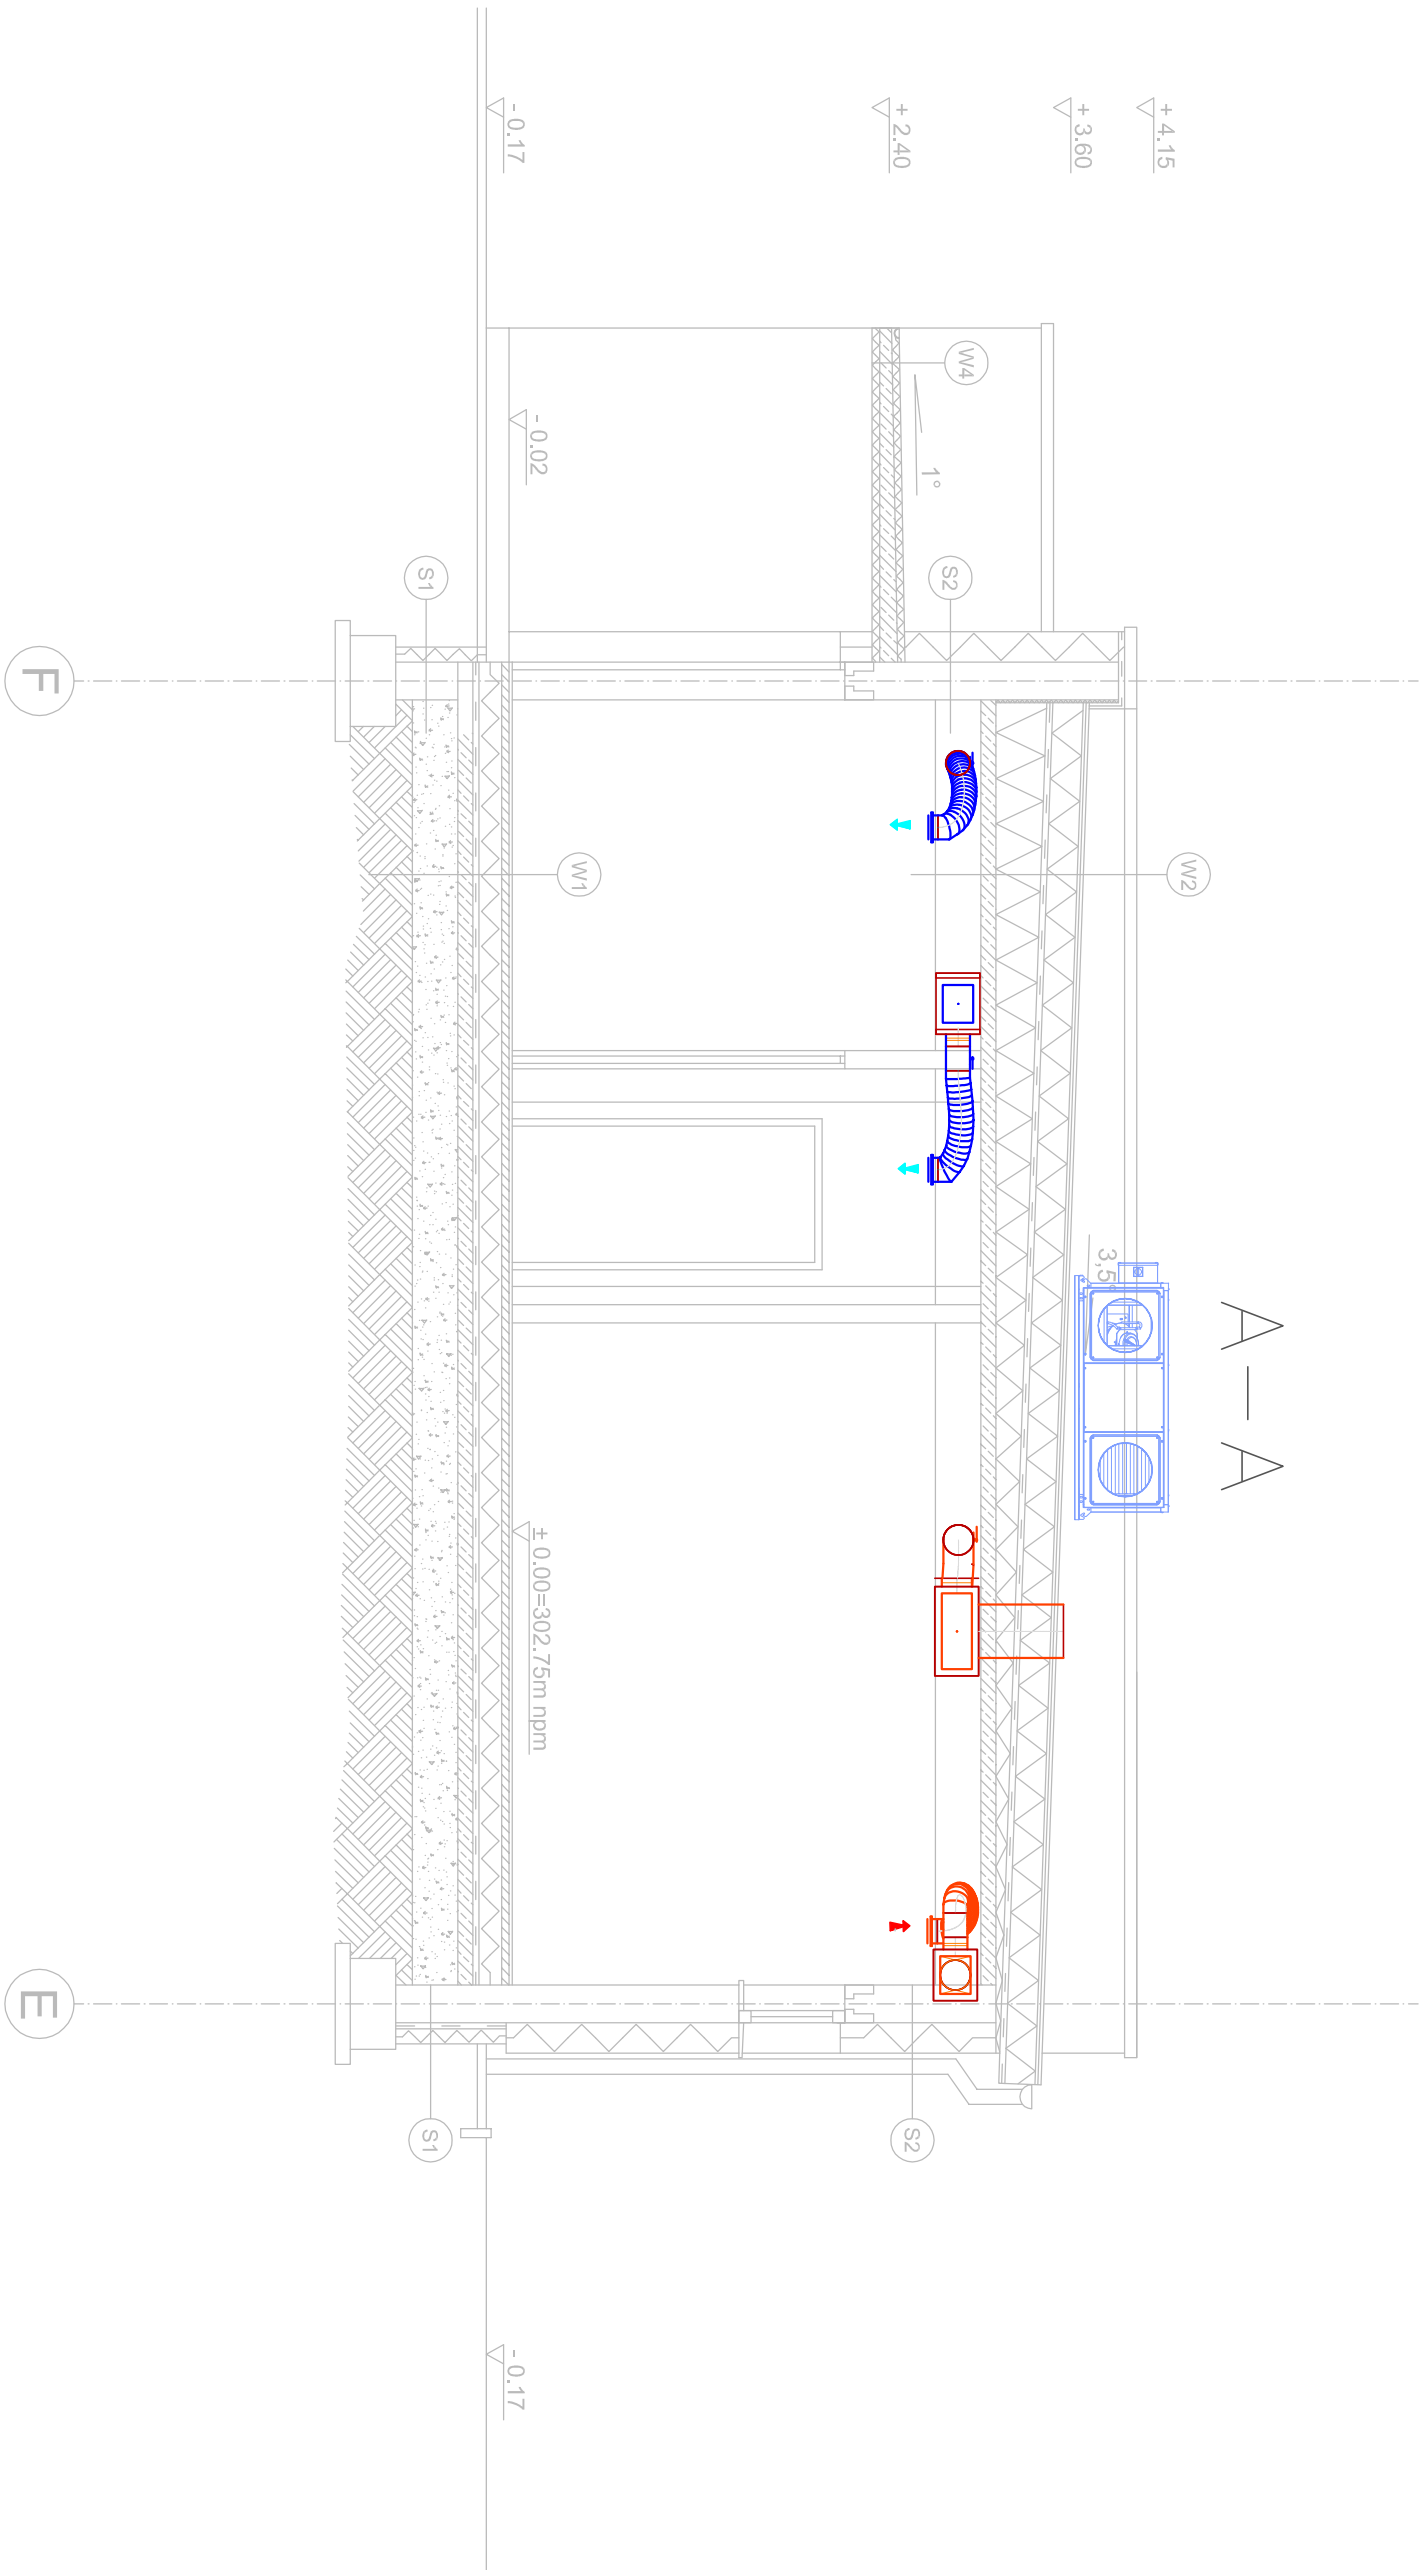 A — A
+ 4.15
+ 3.60
+ 2.40
- 0.17
W4
1°
- 0.02
S2
S1
W2
W1
3,5°
+ 0.00=302.75m npm
S2
S1
- 0.17
F
E